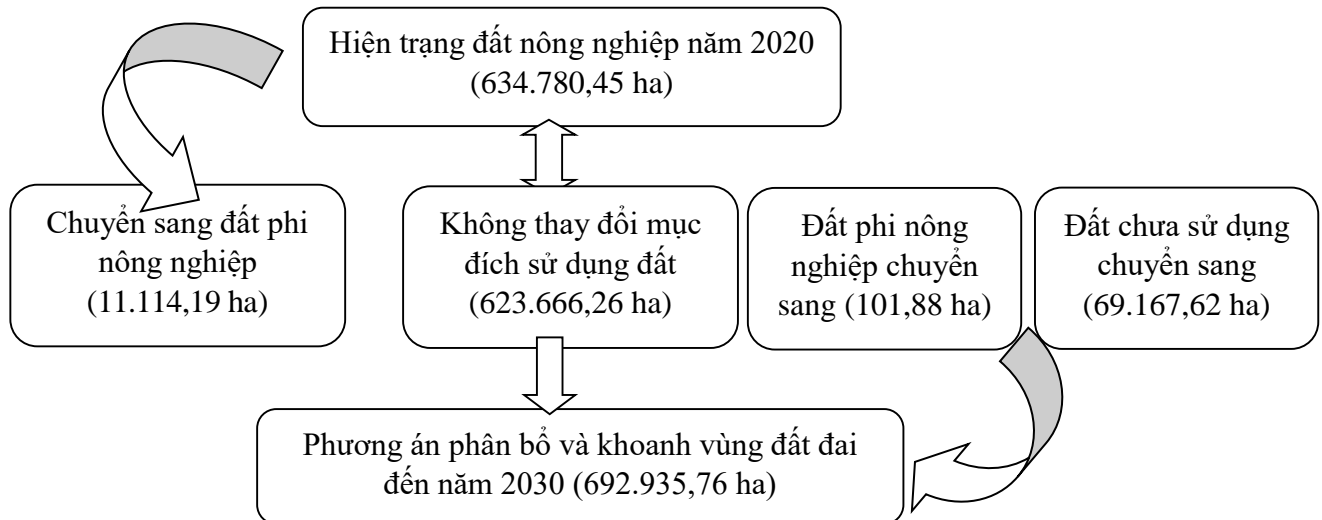 Hiện trạng đất nông nghiệp năm 2020
(634.780,45 ha)
Chuyển sang đất phi
nông nghiệp
(11.114,19 ha)
Không thay đổi mục
đích sử dụng đất
(623.666,26 ha)
Đất phi nông
nghiệp chuyển
sang (101,88 ha)
Đất chưa sử dụng
chuyển sang
(69.167,62 ha)
Phương án phân bổ và khoanh vùng đất đai
đến năm 2030 (692.935,76 ha)